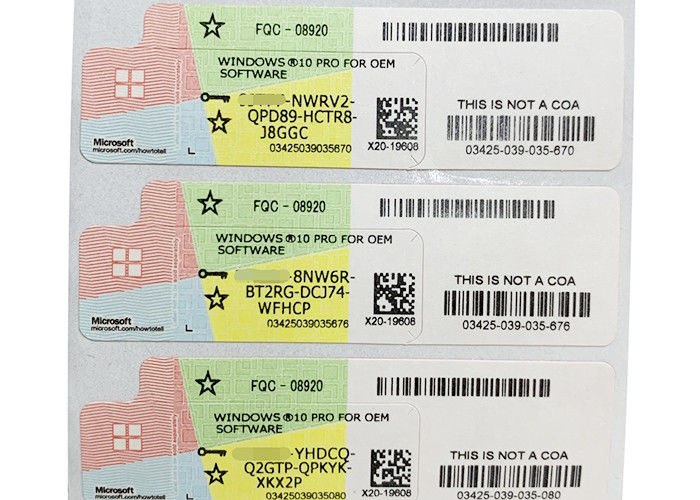 FQC - 08920
WINDOWS ®10 PRO FOR OEM
SOFTWARE
-NWRV2-
QPD89-HCTR8-
J8GGC
03425039035670
X20-19608
Microsoft
microsoft.com/howtotell
THIS IS NOT A COA
03425-039-035-670
FQC - 08920
WINDOWS ®10 PRO FOR OEM
SOFTWARE
-8NW6R-
BT2RG-DCJ74-
WFHCP
03425039035676
X20-19608
Microsoft
microsoft.com/howtotell
THIS IS NOT A COA
03425-039-035-676
FQC - 08920
WINDOWS ®10 PRO FOR OEM
SOFTWARE
-YHDCQ-
Q2GTP-QPKYK-
XKX2P
03425039035080
X20-19608
Microsoft
microsoft.com/howtotell
THIS IS NOT A COA
03425-039-035-080